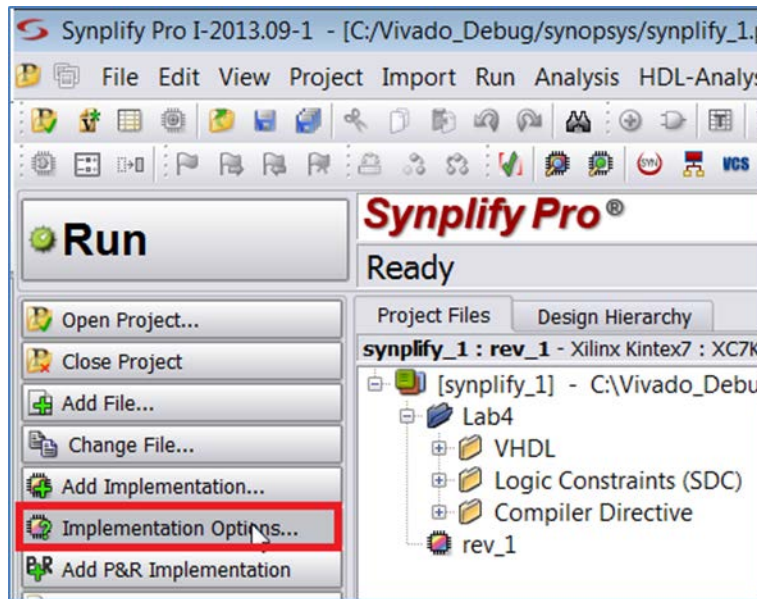 Synplify Pro I-2013.09-1 - [C:/Vivado_Debug/synopsys/synplify_1.
File Edit View Project Import Run Analysis HDL-Analys
SYN VCS
Run
Synplify Pro®
Ready
Open Project...
Close Project
Add File...
Change File...
Add Implementation...
Implementation Options...
Add P&R Implementation
Project Files Design Hierarchy
synplify_1 : rev_1 - Xilinx Kintex7 : XC7K
[synplify_1] - C:\Vivado_Debu
Lab4
VHDL
Logic Constraints (SDC)
Compiler Directive
rev_1